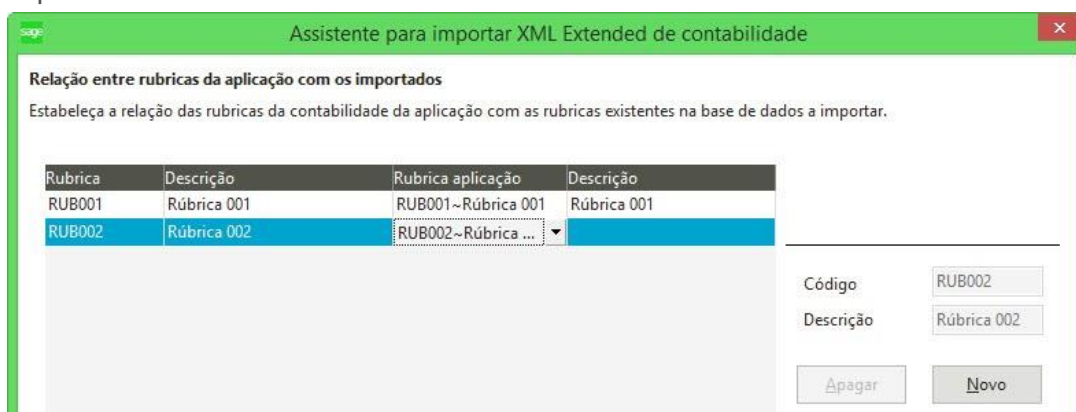 sage Assistente para importar XML Extended de contabilidade x
Relação entre rubricas da aplicação com os importados
Estabeleça a relação das rubricas da contabilidade da aplicação com as rubricas existentes na base de dados a importar.
Rubrica Descrição Rubrica aplicação Descrição
RUB001 Rúbrica 001 RUB001~Rúbrica 001 Rúbrica 001
RUB002 Rúbrica 002 RUB002~Rúbrica ...
Código RUB002
Descrição Rúbrica 002
Apagar Novo